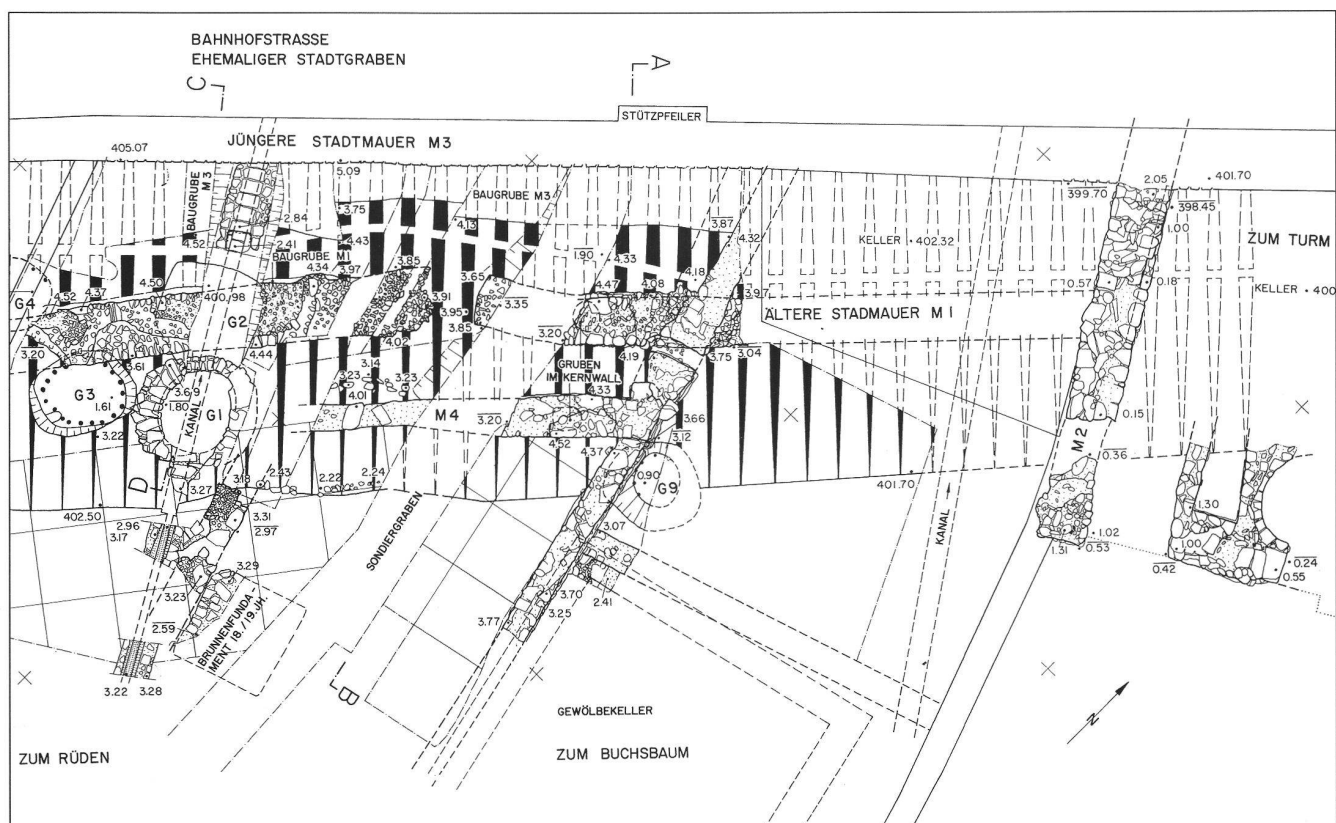 BAHNHOFSTRASSE
EHEMALIGER STADTGRABEN
C
A
STÜTZPFEILER
JÜNGERE STADTMAUER M3
405.07
5.09
BAUGRUBE
M3
BAUGRUBE M3
399.70
2.05
401.70
398.45
1.00
2.84
3.75
4.13
3.87
4.32
4.52
2.41
4.43
BAUGRUBE M1
1.90
4.33
KELLER
402.32
ZUM TURM
4.34
3.97
3.85
3.65
4.18
G4
4.52
4.37
4.50
400.98
4.47
4.08
3.97
0.57
0.18
KELLER
400
3.91
3.95
3.35
G2
3.85
3.20
ÄLTERE STADMAUER M1
3.20
3.61
4.44
4.02
4.19
3.75
3.04
3.14
GRUBEN
IM KERNWALL
G3
1.61
3.69
1.80
G1
KANAL
3.23
3.23
4.33
4.01
M4
3.20
3.66
0.15
3.22
4.52
3.12
M2
4.37
0.36
D
3.27
3.18
2.43
2.22
2.24
0.90
G9
401.70
402.50
3.31
2.97
SONDIERGRABEN
KANAL
1.30
2.96
3.17
3.07
1.02
1.31
0.53
1.00
0.42
0.24
0.55
3.29
3.23
3.70
2.41
3.25
2.59
BRUNNENFUNDA-
MENT 18./19.JH.
3.77
3.22
3.28
B
GEWÖLBEKELLER
N
ZUM RÜDEN
ZUM BUCHSBAUM